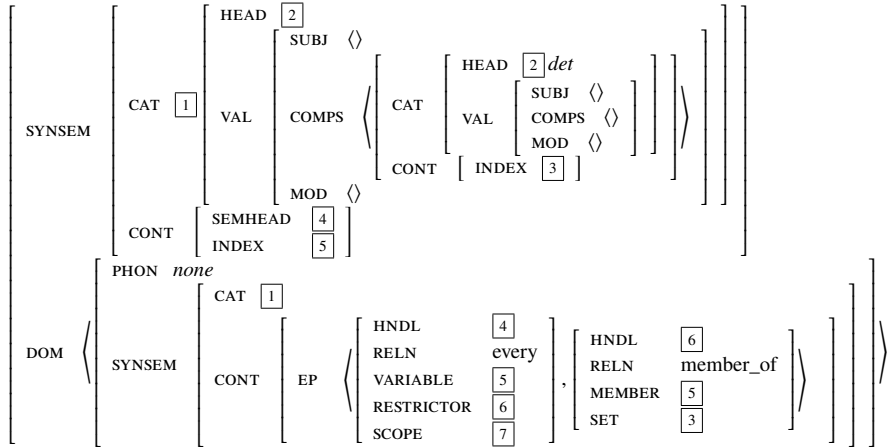 HEAD 2
SUBJ ⟨⟩
HEAD 2 det
SUBJ ⟨⟩
CAT 1 VAL COMPS ⟨ CAT VAL COMPS ⟨⟩ ⟩
SYNSEM
MOD ⟨⟩
CONT [ INDEX 3 ]
MOD ⟨⟩
CONT SEMHEAD 4
INDEX 5
PHON none
CAT 1
HNDL 4
HNDL 6
RELN every
RELN member_of
DOM ⟨ SYNSEM CONT EP ⟨ VARIABLE 5 , MEMBER 5 ⟩ ⟩
RESTRICTOR 6
SET 3
SCOPE 7